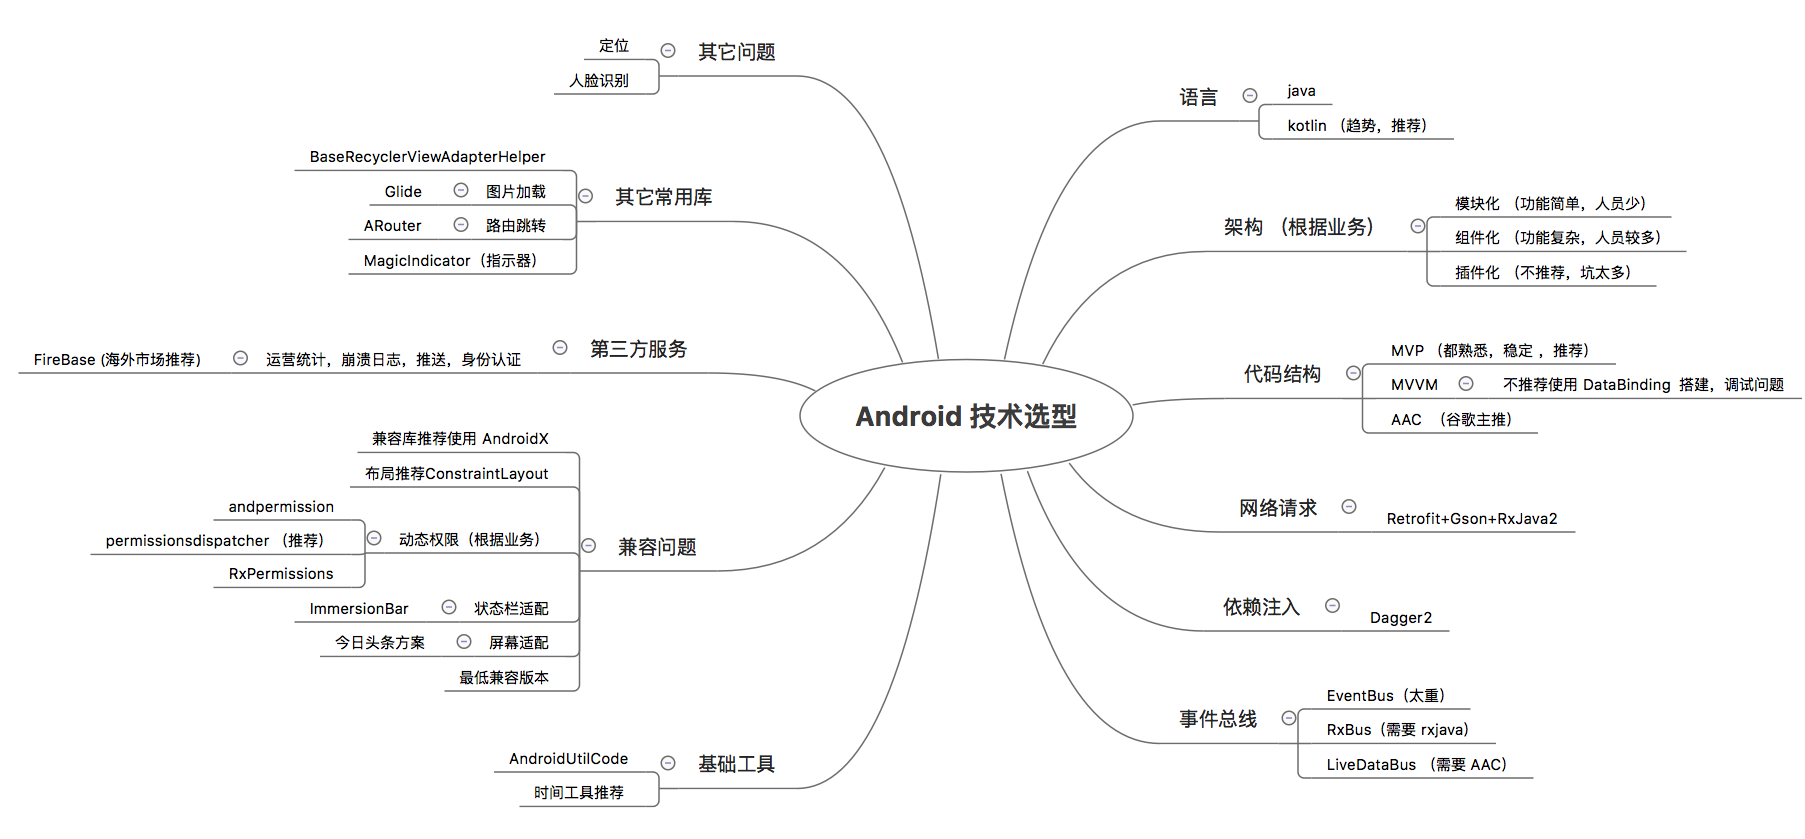 Android 技术选型
语言
java
kotlin （趋势，推荐）
架构 （根据业务）
模块化 （功能简单，人员少）
组件化 （功能复杂，人员较多）
插件化 （不推荐，坑太多）
代码结构
MVP （都熟悉，稳定 ，推荐）
MVVM
不推荐使用 DataBinding 搭建，调试问题
AAC （谷歌主推）
网络请求
Retrofit+Gson+RxJava2
依赖注入
Dagger2
事件总线
EventBus（太重）
RxBus（需要 rxjava）
LiveDataBus （需要 AAC）
其它问题
定位
人脸识别
其它常用库
BaseRecyclerViewAdapterHelper
图片加载
Glide
路由跳转
ARouter
MagicIndicator（指示器）
第三方服务
运营统计，崩溃日志，推送，身份认证
FireBase (海外市场推荐)
兼容问题
兼容库推荐使用 AndroidX
布局推荐ConstraintLayout
动态权限（根据业务）
andpermission
permissionsdispatcher （推荐）
RxPermissions
状态栏适配
ImmersionBar
屏幕适配
今日头条方案
最低兼容版本
基础工具
AndroidUtilCode
时间工具推荐